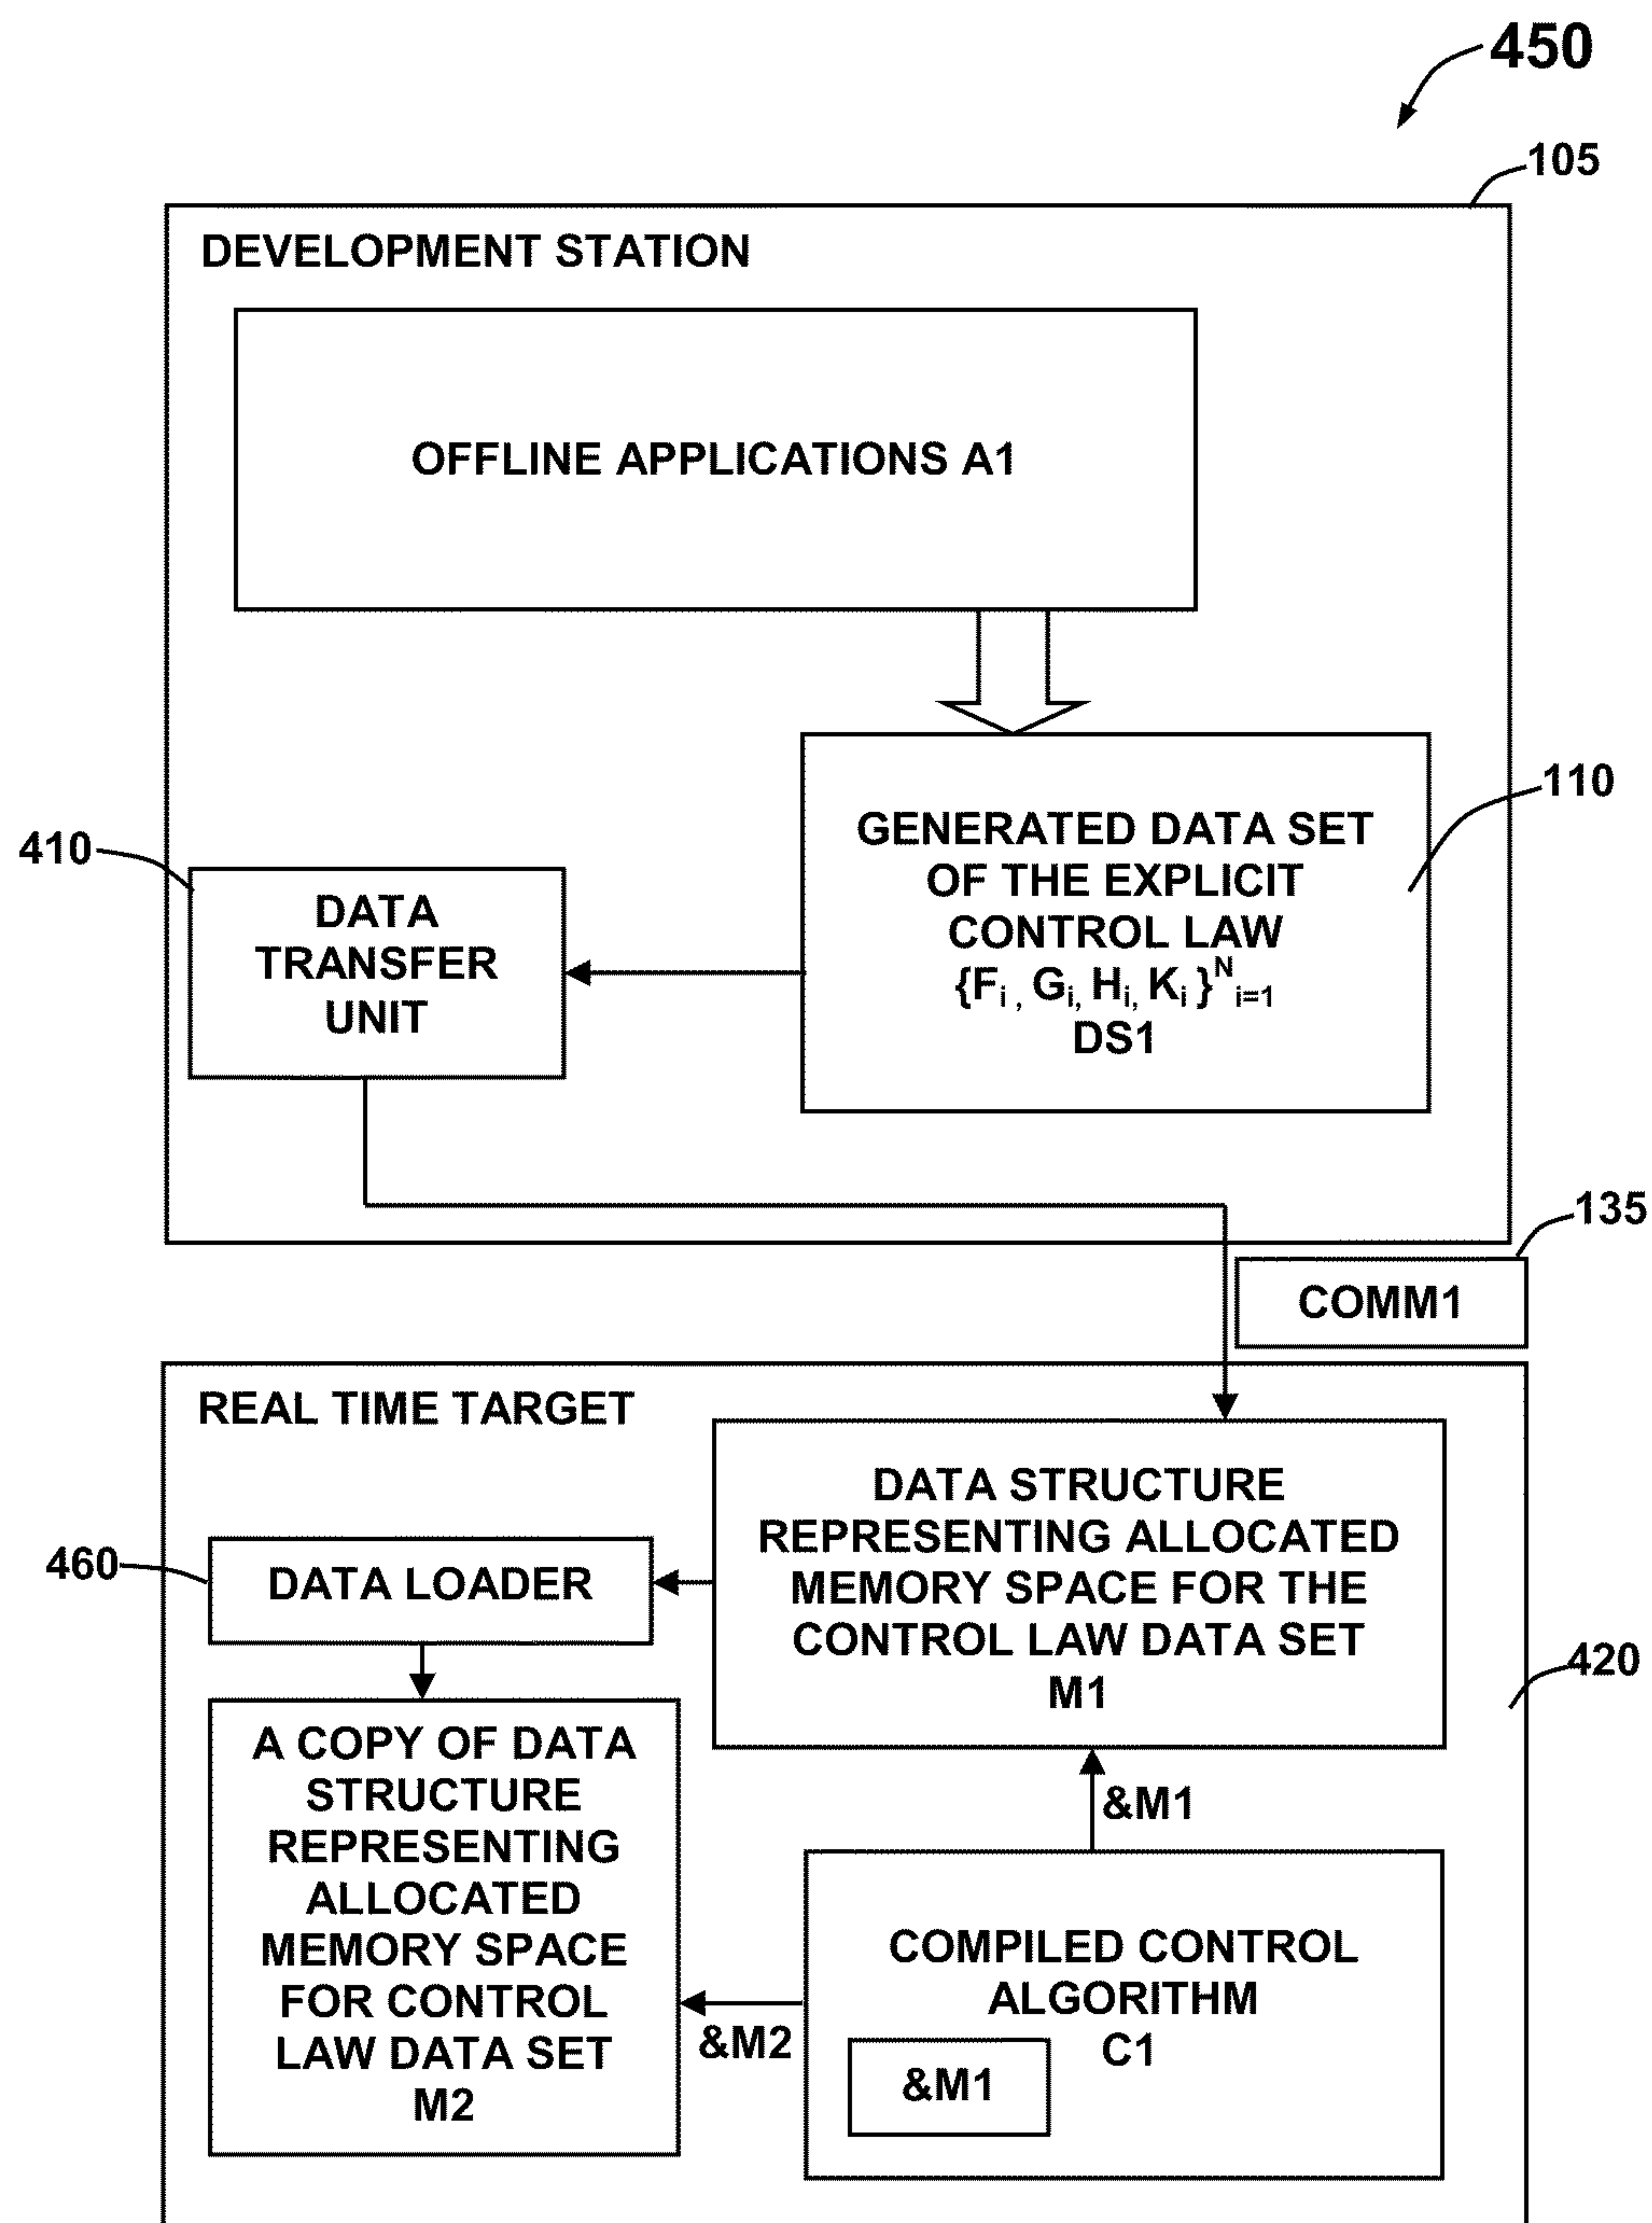 450
105
DEVELOPMENT STATION
OFFLINE APPLICATIONS A1
110
GENERATED DATA SET
OF THE EXPLICIT
CONTROL LAW
{Fi , Gi, Hi, Ki }N i=1
DS1
410
DATA
TRANSFER
UNIT
135
COMM1
REAL TIME TARGET
DATA STRUCTURE
REPRESENTING ALLOCATED
MEMORY SPACE FOR THE
CONTROL LAW DATA SET
M1
460
DATA LOADER
420
A COPY OF DATA
STRUCTURE
REPRESENTING
ALLOCATED
MEMORY SPACE
FOR CONTROL
LAW DATA SET
M2
&M1
COMPILED CONTROL
ALGORITHM
C1
&M2
&M1